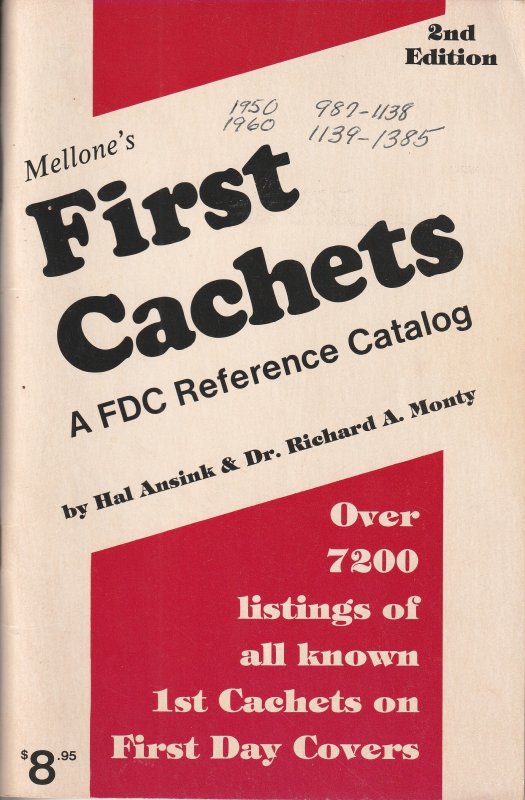 2nd
Edition
1950 987-1138
1960 1139-1385
Mellone's
First
Cachets
A FDC Reference Catalog
by Hal Ansink & Dr. Richard A. Monty
Over
7200
listings of
all known
1st Cachets on
First Day Covers
$8.95